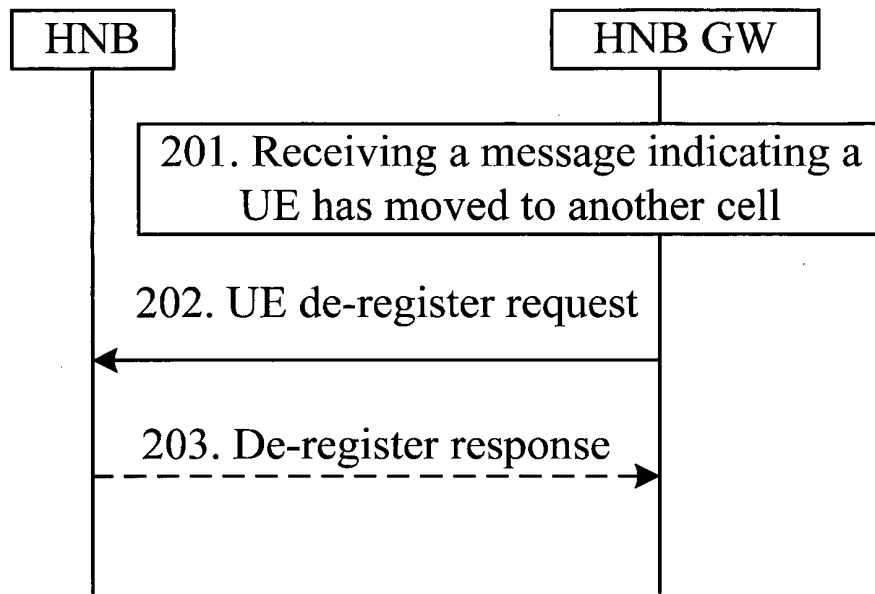 HNB
HNB GW
201. Receiving a message indicating a
UE has moved to another cell
202. UE de-register request
203. De-register response